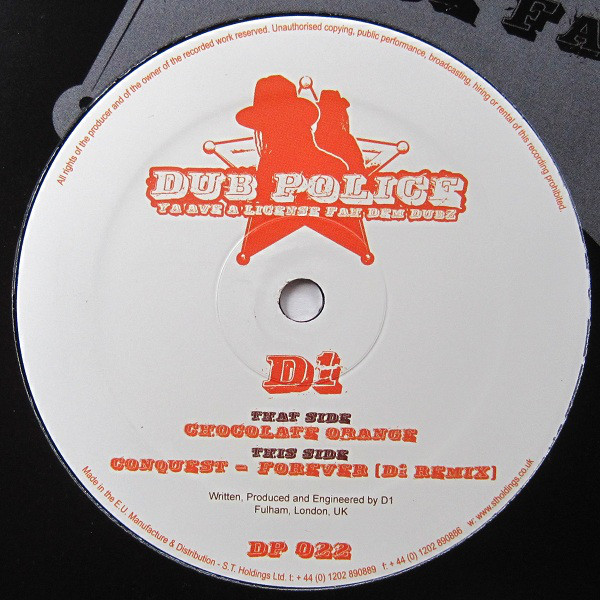 All rights of the producer and of the owner of the recorded work reserved. Unauthorised copying, public performance, broadcasting, hiring or rental of this recording prohibited.
DUB POLICE
YA AVE A LICENSE FAH DEM DUBZ
D1
THAT SIDE
CHOCOLATE ORANGE
THIS SIDE
CONQUEST - FOREVER [D1 REMIX]
Written, Produced and Engineered by D1
Fulham, London, UK
DP 022
Made in the E.U. Manufacture & Distribution - S.T. Holdings Ltd. t: + 44 (0) 1202 890889 f: + 44 (0) 1202 890886 w: www.stholdings.co.uk